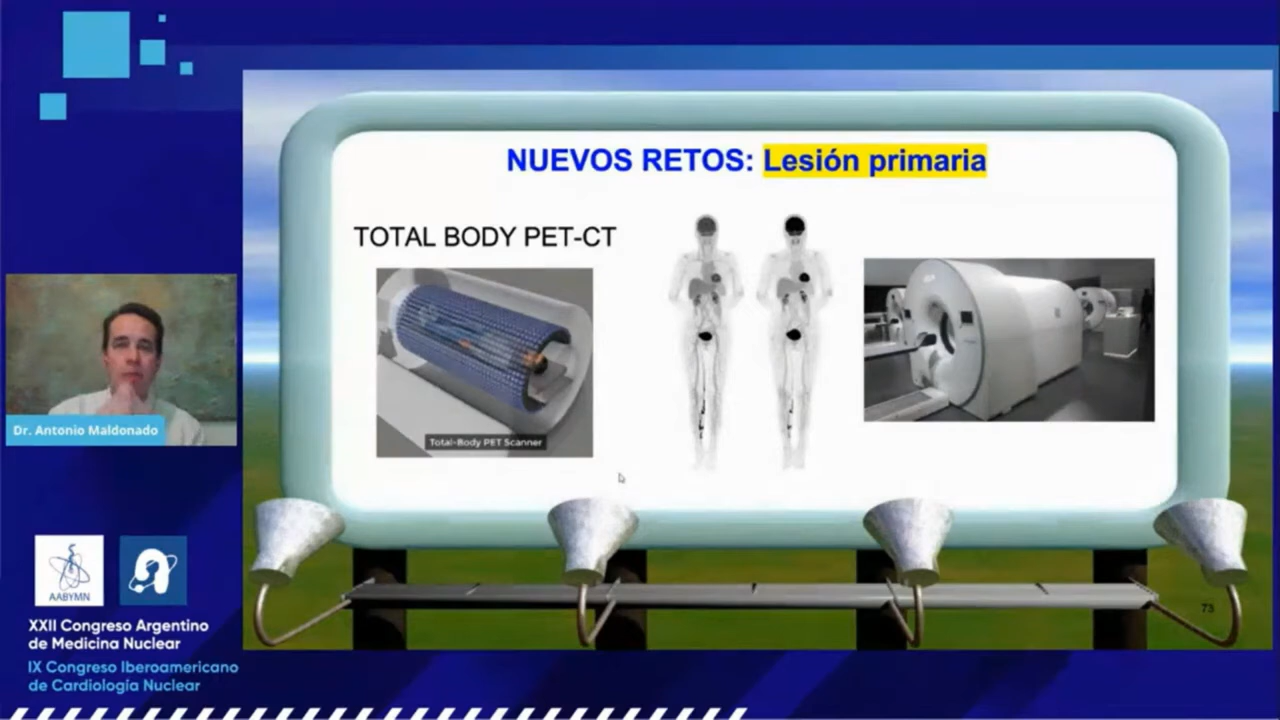 NUEVOS RETOS: Lesión primaria
TOTAL BODY PET-CT
Total-Body PET Scanner
73
Dr. Antonio Maldonado
AABYMN
XXII Congreso Argentino
de Medicina Nuclear
IX Congreso Iberoamericano
de Cardiología Nuclear